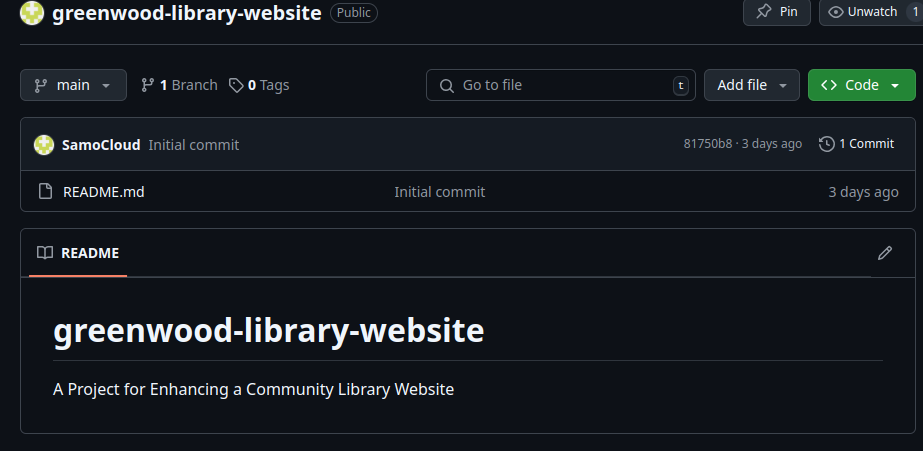 greenwood-library-website Public Pin Unwatch 1
main 1 Branch 0 Tags Go to file t Add file Code
SamoCloud Initial commit 81750b8 · 3 days ago 1 Commit
README.md Initial commit 3 days ago
README
greenwood-library-website
A Project for Enhancing a Community Library Website